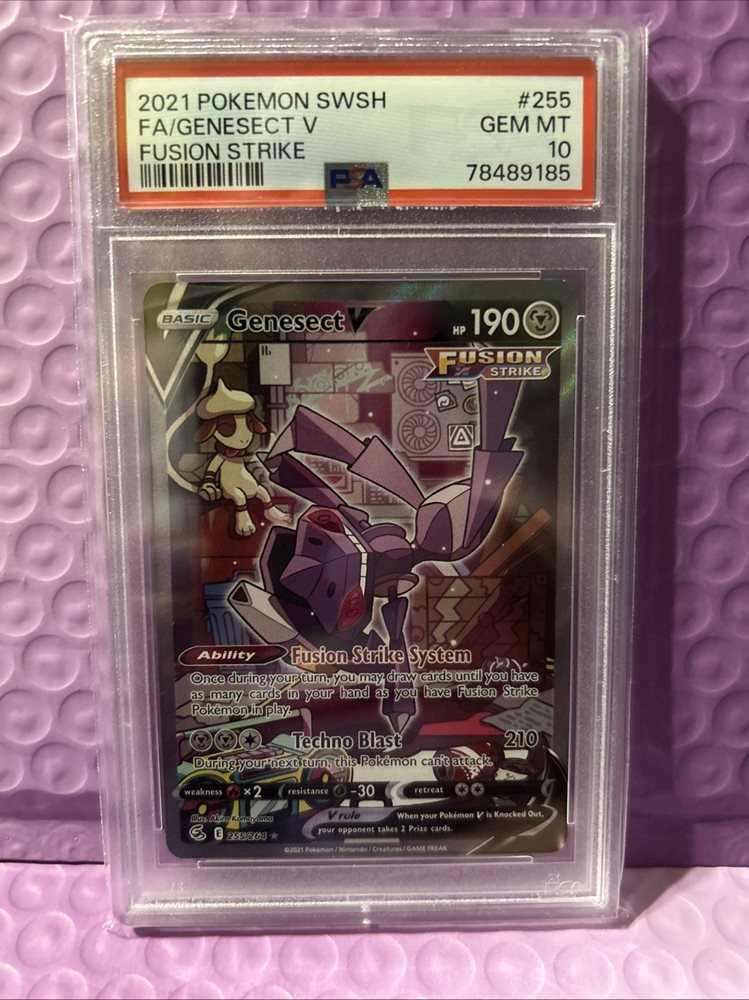 2021 POKEMON SWSH #255
FA/GENESECT V GEM MT
FUSION STRIKE 10
PSA 78489185
BASIC Genesect V HP 190
FUSION
STRIKE
Ability Fusion Strike System
Once during your turn, you may draw cards until you have
as many cards in your hand as you have Fusion Strike
Pokémon in play.
Techno Blast 210
During your next turn, this Pokémon can't attack.
weakness ×2 resistance -30 retreat
Illus. Akira Komayama
V rule When your Pokémon V is Knocked Out,
your opponent takes 2 Prize cards.
E 255/264
©2021 Pokémon / Nintendo / Creatures / GAME FREAK